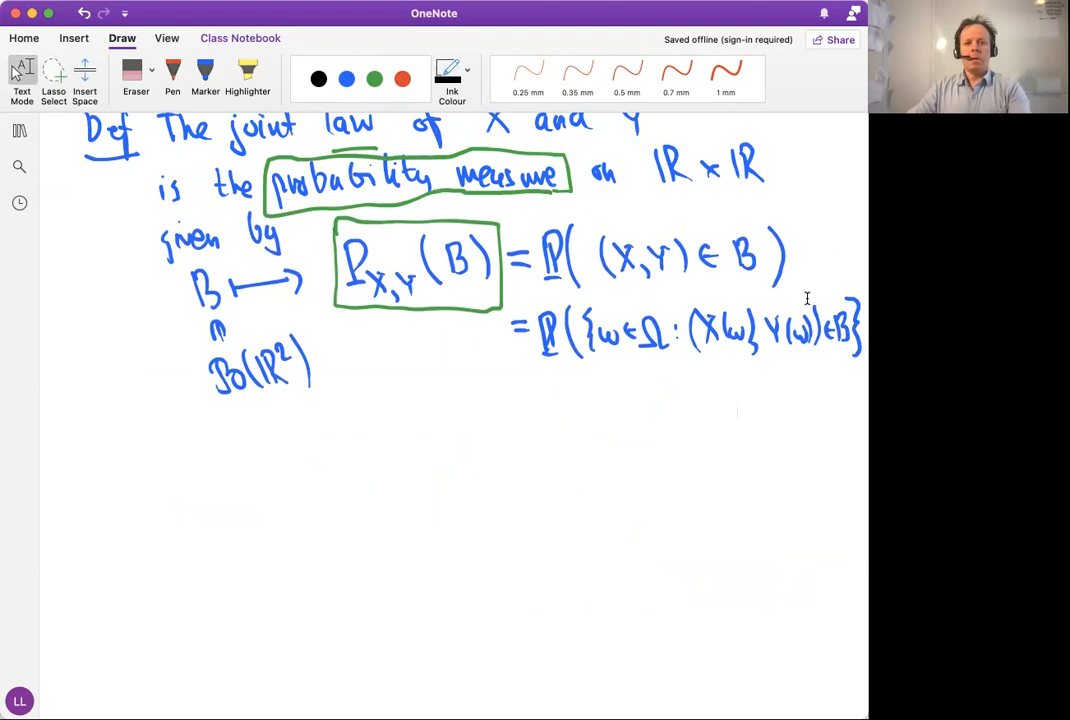 OneNote
Home Insert Draw View Class Notebook
Saved offline (sign-in required)
Share
Text Mode
Lasso Select
Insert Space
Eraser
Pen
Marker
Highlighter
Ink Colour
0.25 mm 0.35 mm 0.5 mm 0.7 mm 1 mm
Def The joint law of X and Y
is the probability measure on ℝ × ℝ
given by
B ⟼ ℙ_{X,Y}(B) = ℙ( (X,Y) ∈ B )
= ℙ({ω ∈ Ω : (X(ω), Y(ω)) ∈ B}
Bo(ℝ²)
LL